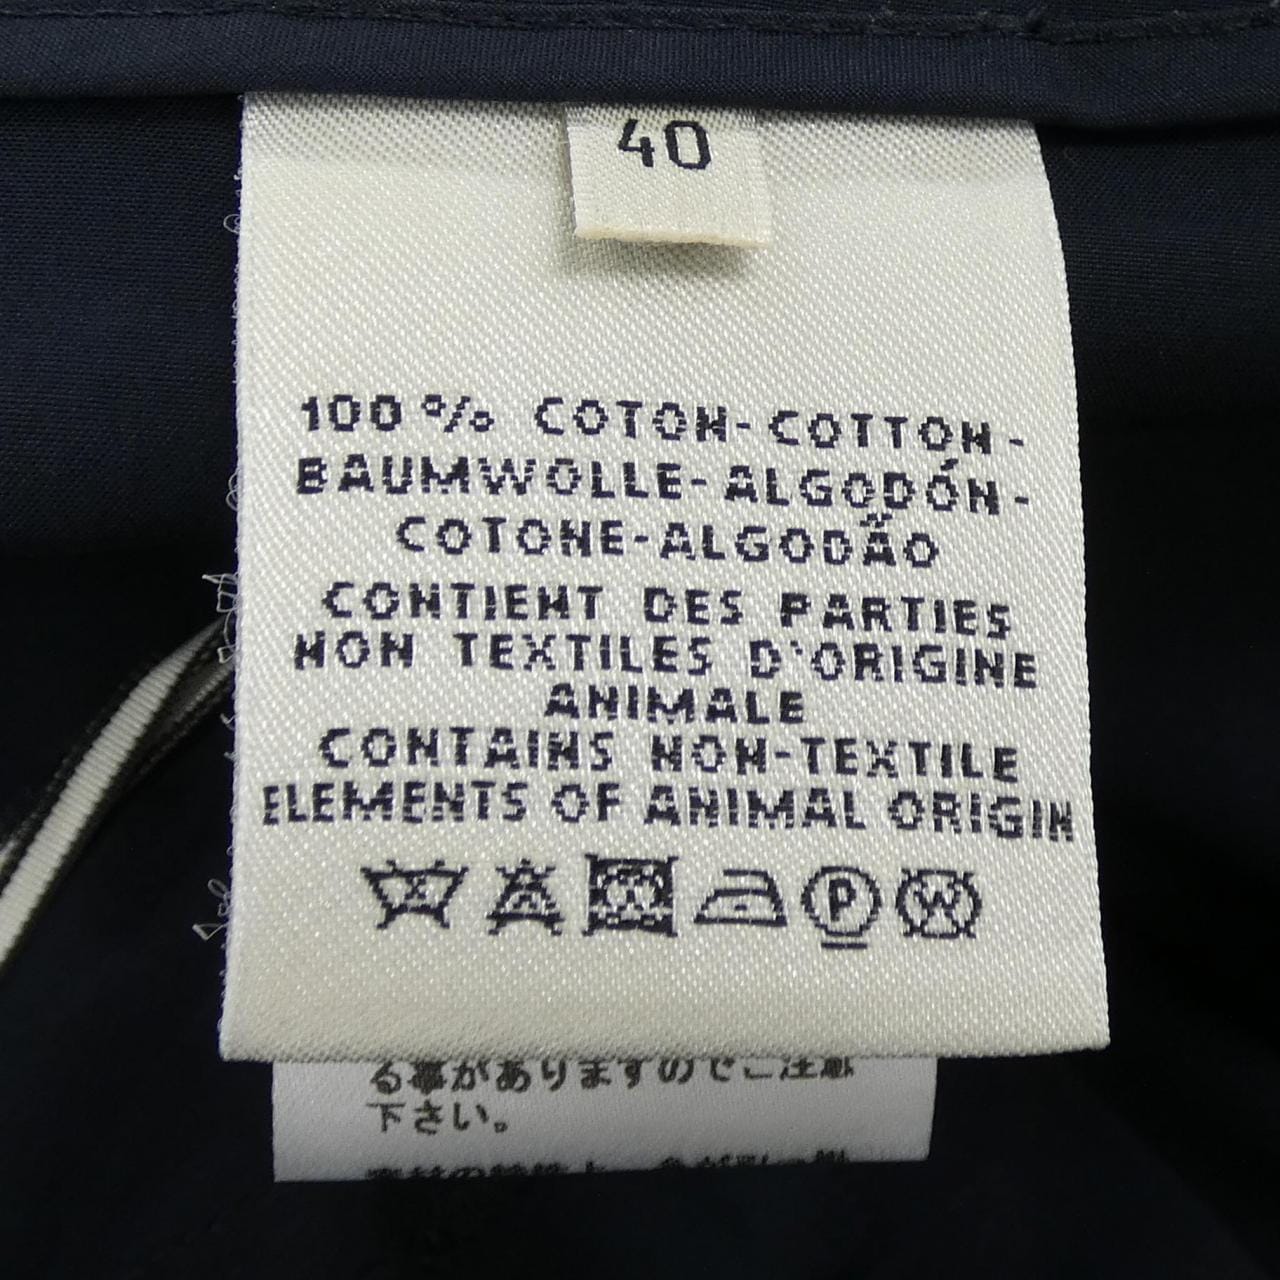 40
100 % COTON-COTTON-
BAUMWOLLE-ALGODÓN-
COTONE-ALGODÃO
CONTIENT DES PARTIES
NON TEXTILES D'ORIGINE
ANIMALE
CONTAINS NON-TEXTILE
ELEMENTS OF ANIMAL ORIGIN
P W
る事がありますのでご注意
下さい。